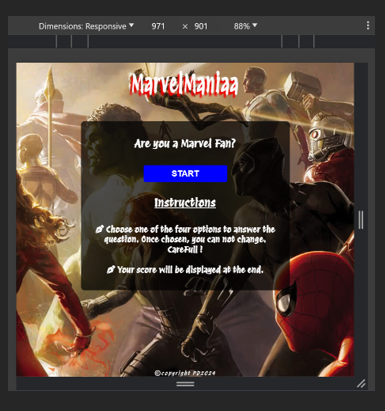 Dimensions: Responsive 971 × 901 88%
MarvelManiaa
Are you a Marvel Fan?
START
Instructions
Choose one of the four options to answer the
question. Once chosen, you can not change.
CareFull !
Your score will be displayed at the end.
©copyright PD2024